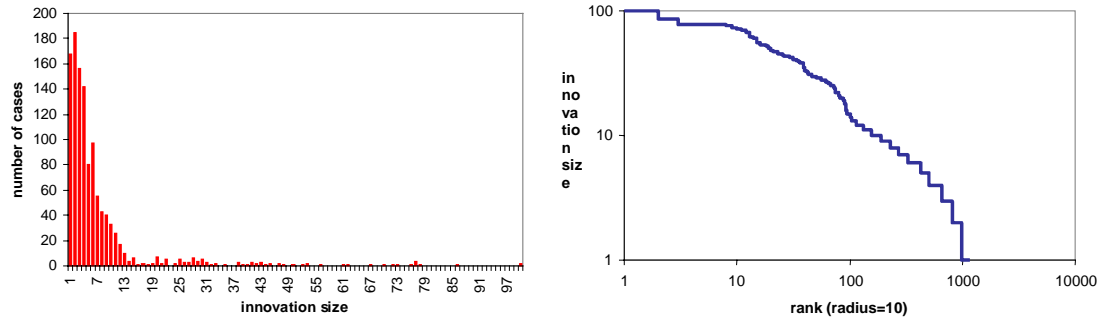 200
180
160
140
120
100
80
60
40
20
0
number of cases
1 7 13 19 25 31 37 43 49 55 61 67 73 79 85 91 97
innovation size
100
10
1
in
no
va
tio
n
siz
e
1 10 100 1000 10000
rank (radius=10)